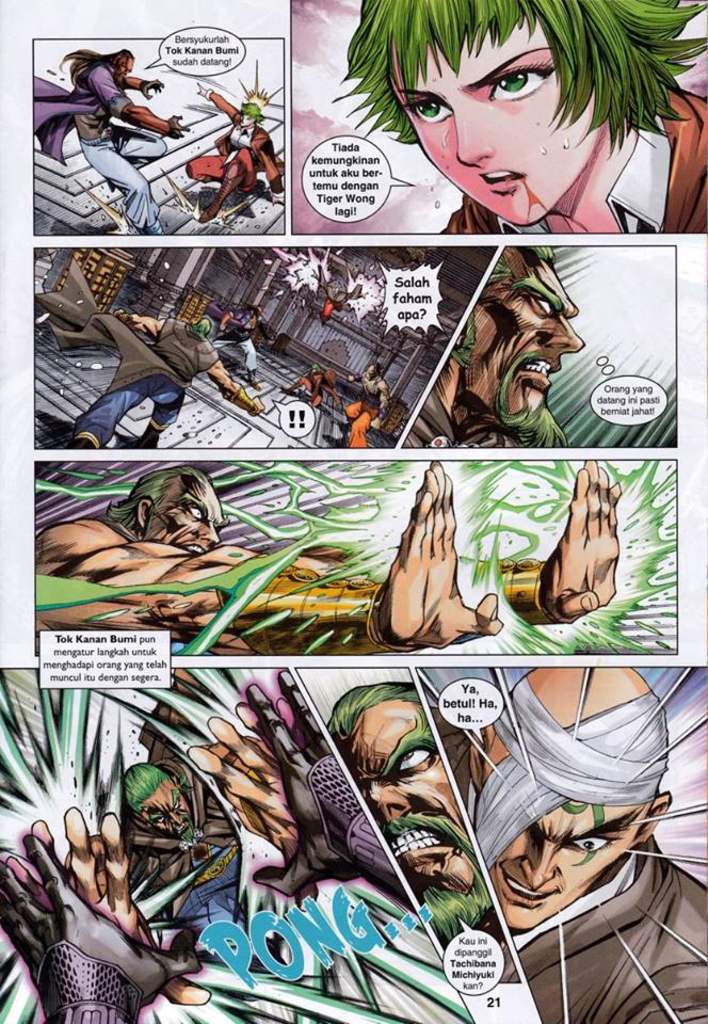 Bersyukurlah
Tok Kanan Bumi
sudah datang!
Tiada
kemungkinan
untuk aku ber-
temu dengan
Tiger Wong
lagi!
Salah
faham
apa?
!!
Orang yang
datang ini pasti
berniat jahat!
Tok Kanan Bumi pun
mengatur langkah untuk
menghadapi orang yang telah
muncul itu dengan segera.
Ya,
betul! Ha,
ha...
PONG...
Kau ini
dipanggil
Tachibana
Michiyuki
kan?
21